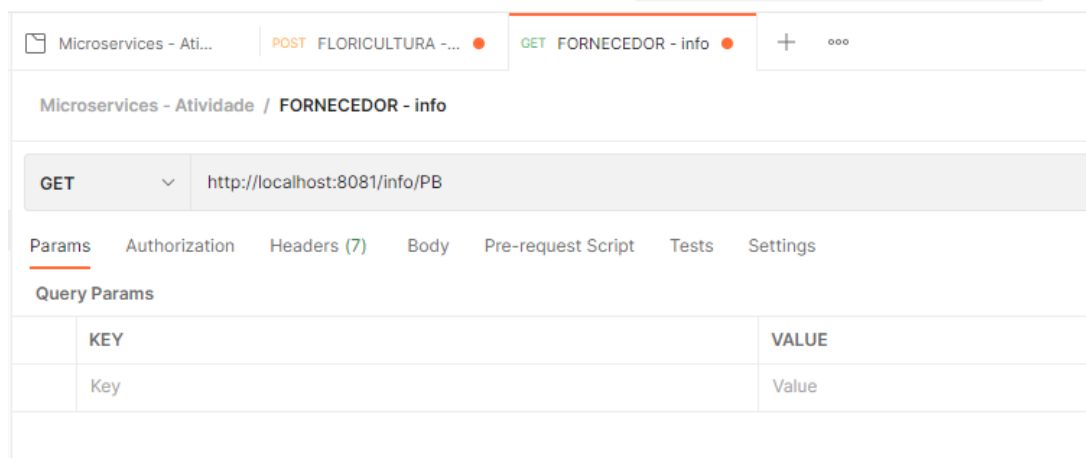 Microservices - Ati... POST FLORICULTURA -... GET FORNECEDOR - info
Microservices - Atividade / FORNECEDOR - info
GET http://localhost:8081/info/PB
Params Authorization Headers (7) Body Pre-request Script Tests Settings
Query Params
KEY VALUE
Key Value